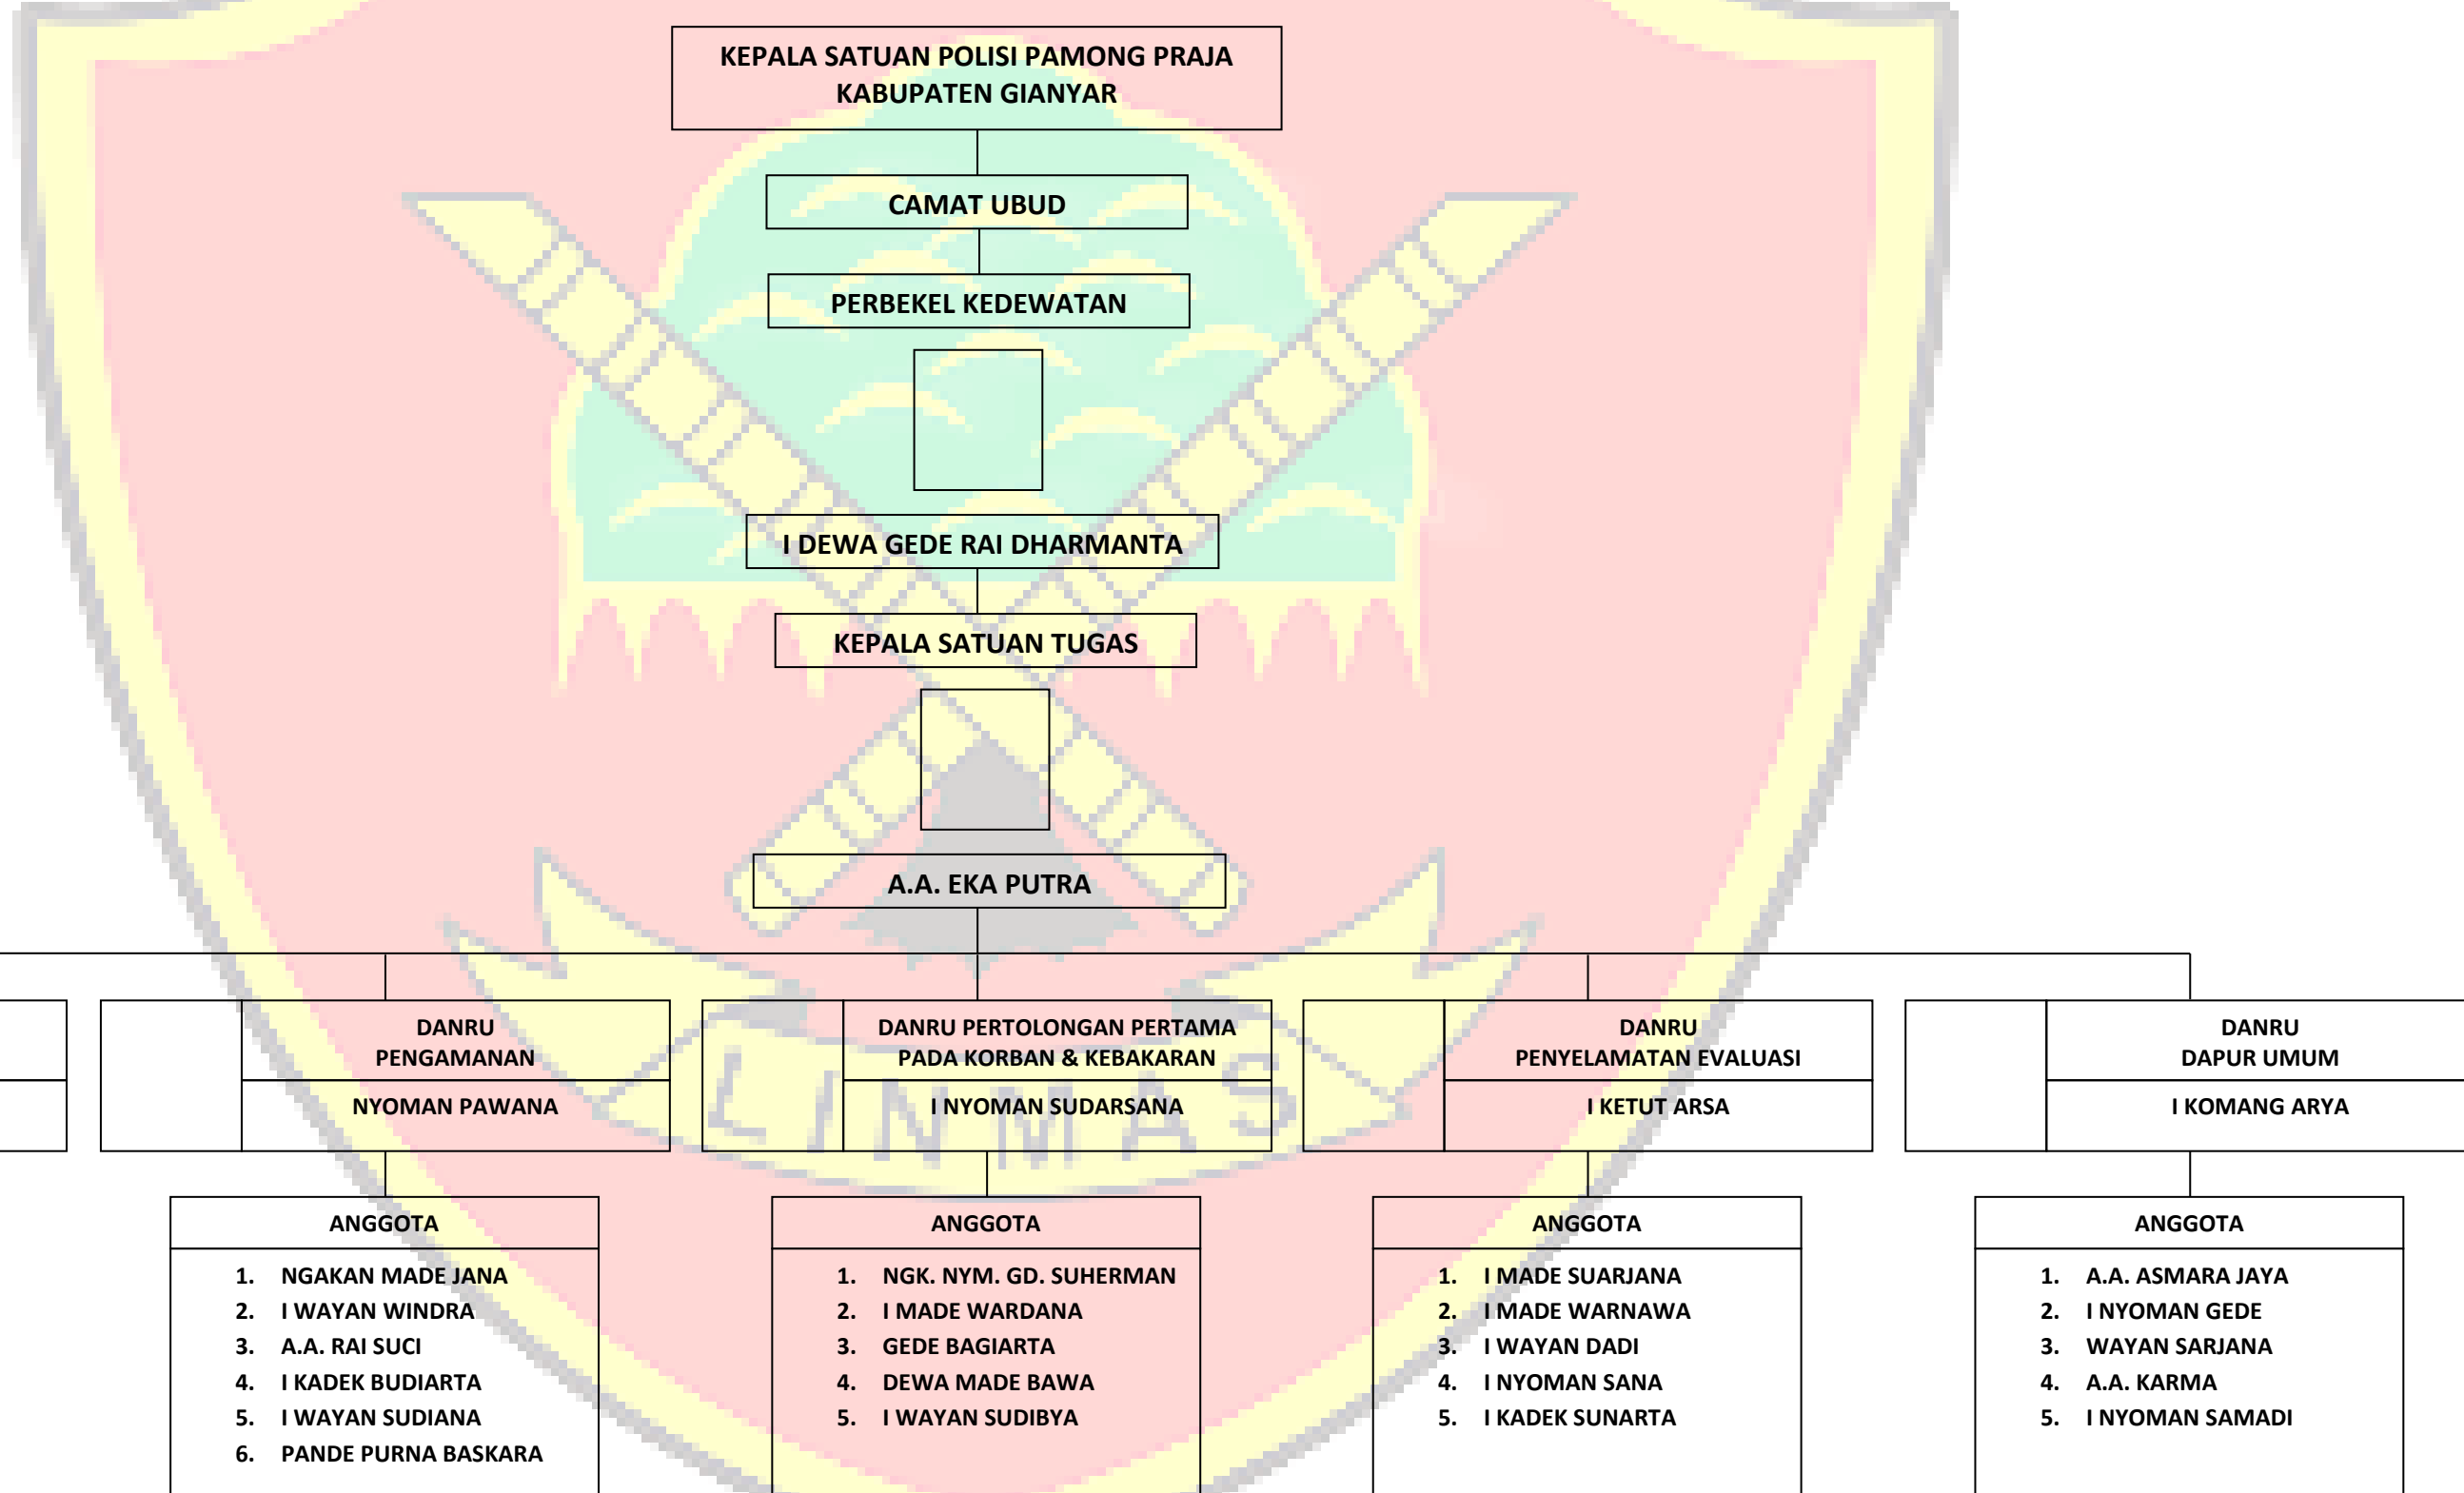 KEPALA SATUAN POLISI PAMONG PRAJA
KABUPATEN GIANYAR
CAMAT UBUD
PERBEKEL KEDEWATAN
I DEWA GEDE RAI DHARMANTA
KEPALA SATUAN TUGAS
A.A. EKA PUTRA
DANRU
PENGAMANAN
NYOMAN PAWANA
DANRU PERTOLONGAN PERTAMA
PADA KORBAN & KEBAKARAN
I NYOMAN SUDARSANA
DANRU
PENYELAMATAN EVALUASI
I KETUT ARSA
DANRU
DAPUR UMUM
I KOMANG ARYA
LINMAS
ANGGOTA
1. NGAKAN MADE JANA
2. I WAYAN WINDRA
3. A.A. RAI SUCI
4. I KADEK BUDIARTA
5. I WAYAN SUDIANA
6. PANDE PURNA BASKARA
ANGGOTA
1. NGK. NYM. GD. SUHERMAN
2. I MADE WARDANA
3. GEDE BAGIARTA
4. DEWA MADE BAWA
5. I WAYAN SUDIBYA
ANGGOTA
1. I MADE SUARJANA
2. I MADE WARNAWA
3. I WAYAN DADI
4. I NYOMAN SANA
5. I KADEK SUNARTA
ANGGOTA
1. A.A. ASMARA JAYA
2. I NYOMAN GEDE
3. WAYAN SARJANA
4. A.A. KARMA
5. I NYOMAN SAMADI